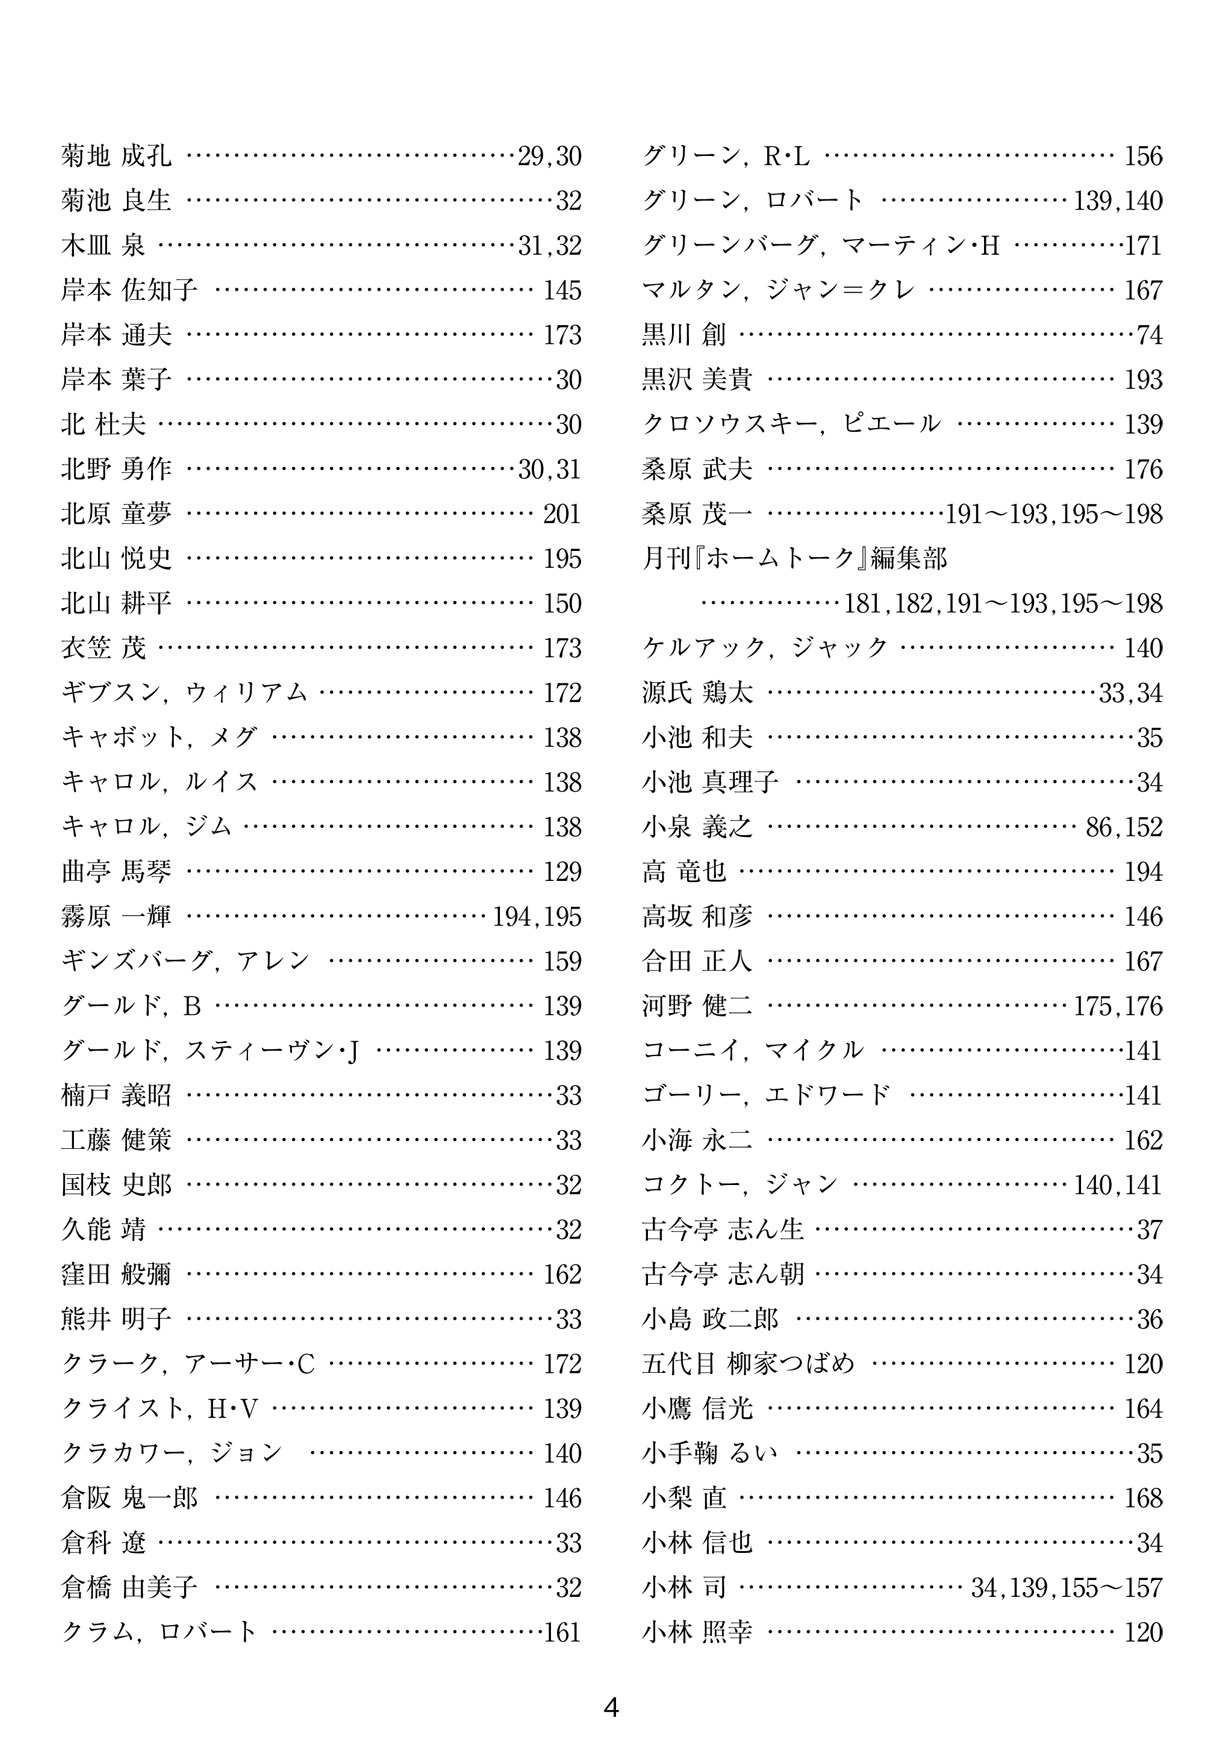 菊地 成孔 …………………………………29,30
菊池 良生 ……………………………………32
木皿 泉 ……………………………………31,32
岸本 佐知子 ………………………………… 145
岸本 通夫 …………………………………… 173
岸本 葉子 ……………………………………30
北 杜夫 ………………………………………30
北野 勇作 …………………………………30,31
北原 童夢 …………………………………… 201
北山 悦史 …………………………………… 195
北山 耕平 …………………………………… 150
衣笠 茂 ……………………………………… 173
ギブスン, ウィリアム …………………… 172
キャボット, メグ ………………………… 138
キャロル, ルイス ………………………… 138
キャロル, ジム …………………………… 138
曲亭 馬琴 …………………………………… 129
霧原 一輝 ……………………………… 194,195
ギンズバーグ, アレン …………………… 159
グールド, B ………………………………… 139
グールド, スティーヴン・J ……………… 139
楠戸 義昭 ……………………………………33
工藤 健策 ……………………………………33
国枝 史郎 ……………………………………32
久能 靖 ………………………………………32
窪田 般彌 …………………………………… 162
熊井 明子 ……………………………………33
クラーク, アーサー・C …………………… 172
クライスト, H・V ………………………… 139
クラカワー, ジョン ……………………… 140
倉阪 鬼一郎 ………………………………… 146
倉科 遼 ………………………………………33
倉橋 由美子 …………………………………32
クラム, ロバート …………………………161
グリーン, R・L …………………………… 156
グリーン, ロバート …………………139,140
グリーンバーグ, マーティン・H …………171
マルタン, ジャン＝クレ ………………… 167
黒川 創 ………………………………………74
黒沢 美貴 …………………………………… 193
クロソウスキー, ピエール ……………… 139
桑原 武夫 …………………………………… 176
桑原 茂一 …………………191〜193,195〜198
月刊『ホームトーク』編集部
……………181,182,191〜193,195〜198
ケルアック, ジャック …………………… 140
源氏 鶏太 …………………………………33,34
小池 和夫 ……………………………………35
小池 真理子 …………………………………34
小泉 義之 ……………………………… 86,152
高 竜也 ……………………………………… 194
高坂 和彦 …………………………………… 146
合田 正人 …………………………………… 167
河野 健二 ……………………………175,176
コーニイ, マイクル ………………………141
ゴーリー, エドワード ……………………141
小海 永二 …………………………………… 162
コクトー, ジャン ……………………140,141
古今亭 志ん生 ………………………………37
古今亭 志ん朝 ………………………………34
小島 政二郎 …………………………………36
五代目 柳家つばめ ……………………… 120
小鷹 信光 …………………………………… 164
小手鞠 るい …………………………………35
小梨 直 ……………………………………… 168
小林 信也 ……………………………………34
小林 司 …………………… 34,139,155〜157
小林 照幸 …………………………………… 120
4